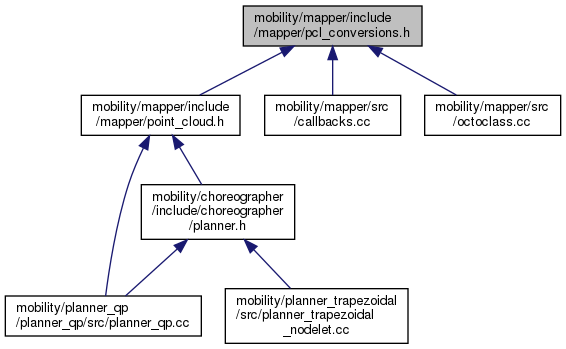 mobility/mapper/include
/mapper/pcl_conversions.h
mobility/mapper/include
/mapper/point_cloud.h
mobility/mapper/src
/callbacks.cc
mobility/mapper/src
/octoclass.cc
mobility/choreographer
/include/choreographer
/planner.h
mobility/planner_qp
/planner_qp/src/planner_qp.cc
mobility/planner_trapezoidal
/src/planner_trapezoidal
_nodelet.cc